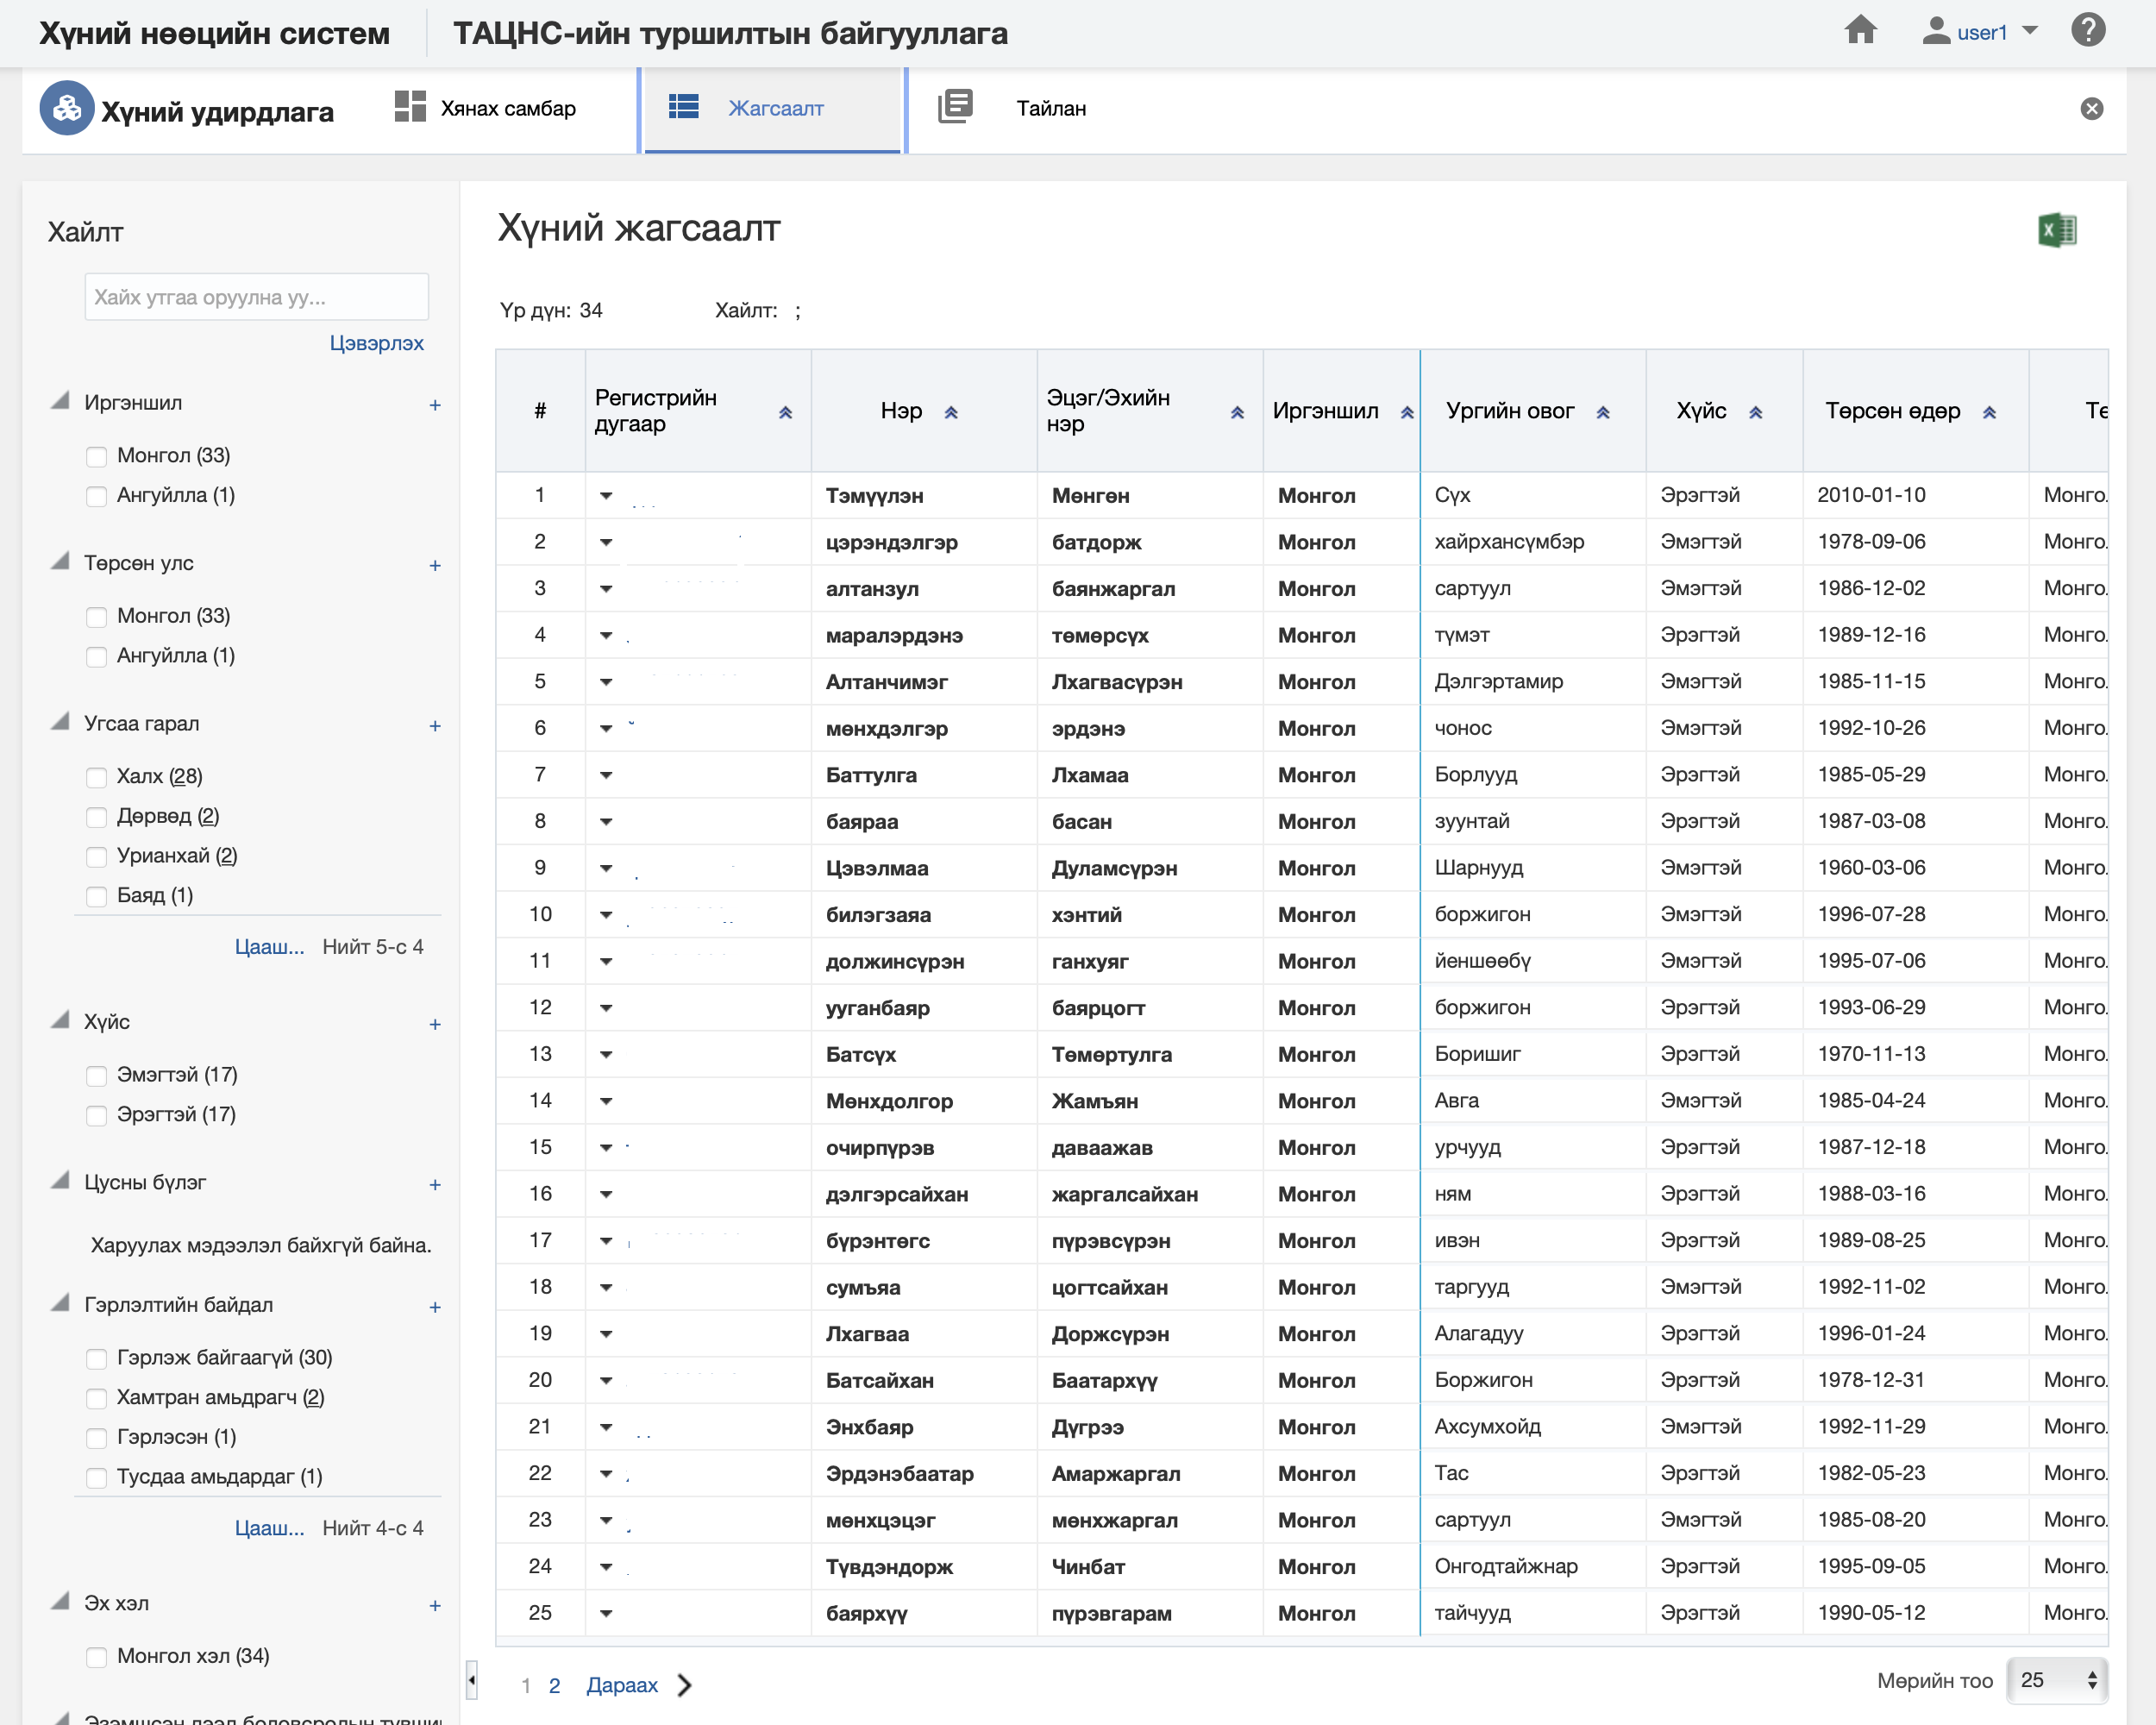 Хүний нөөцийн систем ТАЦНС-ийн туршилтын байгууллага user1
Хүний удирдлага Хянах самбар Жагсаалт Тайлан
Хайлт
Хайх утгаа оруулна уу...
Цэвэрлэх
Иргэншил +
Монгол (33)
Ангуйлла (1)
Төрсөн улс +
Монгол (33)
Ангуйлла (1)
Угсаа гарал +
Халх (28)
Дөрвөд (2)
Урианхай (2)
Баяд (1)
Цааш... Нийт 5-с 4
Хүйс +
Эмэгтэй (17)
Эрэгтэй (17)
Цусны бүлэг +
Харуулах мэдээлэл байхгүй байна.
Гэрлэлтийн байдал +
Гэрлэж байгаагүй (30)
Хамтран амьдрагч (2)
Гэрлэсэн (1)
Тусдаа амьдардаг (1)
Цааш... Нийт 4-с 4
Эх хэл +
Монгол хэл (34)
Хүний жагсаалт
Үр дүн: 34 Хайлт: ;
# Регистрийн дугаар Нэр Эцэг/Эхийн нэр Иргэншил Ургийн овог Хүйс Төрсөн өдөр Тө
1 Тэмүүлэн Мөнгөн Монгол Сүх Эрэгтэй 2010-01-10 Монго
2 цэрэндэлгэр батдорж Монгол хайрхансүмбэр Эмэгтэй 1978-09-06 Монго
3 алтанзул баянжаргал Монгол сартуул Эмэгтэй 1986-12-02 Монго
4 маралэрдэнэ төмөрсүх Монгол түмэт Эрэгтэй 1989-12-16 Монго
5 Алтанчимэг Лхагвасүрэн Монгол Дэлгэртамир Эмэгтэй 1985-11-15 Монго
6 мөнхдэлгэр эрдэнэ Монгол чонос Эмэгтэй 1992-10-26 Монго
7 Баттулга Лхамаа Монгол Борлууд Эрэгтэй 1985-05-29 Монго
8 баяраа басан Монгол зуунтай Эрэгтэй 1987-03-08 Монго
9 Цэвэлмаа Дуламсүрэн Монгол Шарнууд Эмэгтэй 1960-03-06 Монго
10 билэгзаяа хэнтий Монгол боржигон Эмэгтэй 1996-07-28 Монго
11 должинсүрэн ганхуяг Монгол йеншөөбү Эмэгтэй 1995-07-06 Монго
12 ууганбаяр баярцогт Монгол боржигон Эрэгтэй 1993-06-29 Монго
13 Батсүх Төмөртулга Монгол Боришиг Эрэгтэй 1970-11-13 Монго
14 Мөнхдолгор Жамъян Монгол Авга Эмэгтэй 1985-04-24 Монго
15 очирпүрэв даваажав Монгол урчууд Эрэгтэй 1987-12-18 Монго
16 дэлгэрсайхан жаргалсайхан Монгол ням Эрэгтэй 1988-03-16 Монго
17 бүрэнтөгс пүрэвсүрэн Монгол ивэн Эрэгтэй 1989-08-25 Монго
18 сумъяа цогтсайхан Монгол таргууд Эмэгтэй 1992-11-02 Монго
19 Лхагваа Доржсүрэн Монгол Алагадуу Эрэгтэй 1996-01-24 Монго
20 Батсайхан Баатархүү Монгол Боржигон Эрэгтэй 1978-12-31 Монго
21 Энхбаяр Дүгрээ Монгол Ахсумхойд Эмэгтэй 1992-11-29 Монго
22 Эрдэнэбаатар Амаржаргал Монгол Тас Эрэгтэй 1982-05-23 Монго
23 мөнхцэцэг мөнхжаргал Монгол сартуул Эмэгтэй 1985-08-20 Монго
24 Түвдэндорж Чинбат Монгол Онгодтайжнар Эрэгтэй 1995-09-05 Монго
25 баярхүү пүрэвгарам Монгол тайчууд Эрэгтэй 1990-05-12 Монго
1 2 Дараах Мөрийн тоо 25